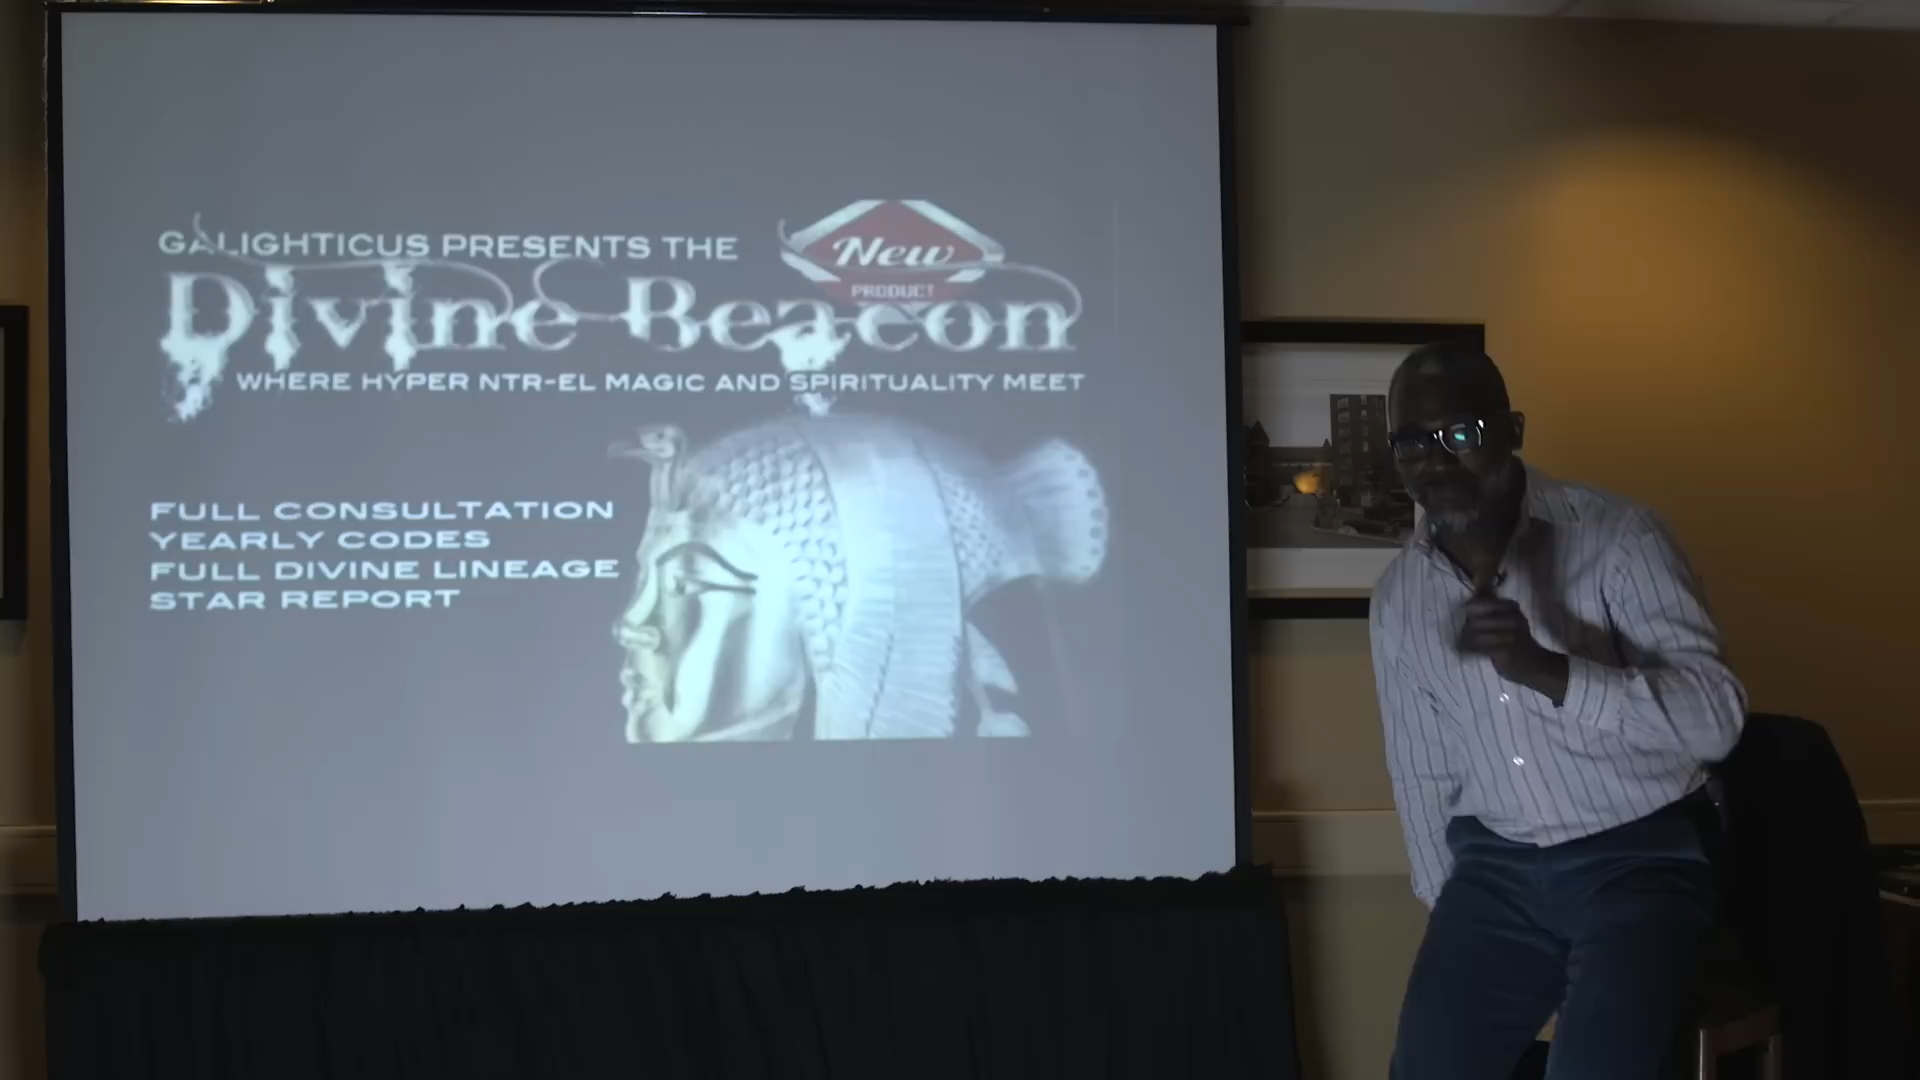 GALIGHTICUS PRESENTS THE
New
PRODUCT
Divine Beacon
WHERE HYPER NTR-EL MAGIC AND SPIRITUALITY MEET
FULL CONSULTATION
YEARLY CODES
FULL DIVINE LINEAGE
STAR REPORT